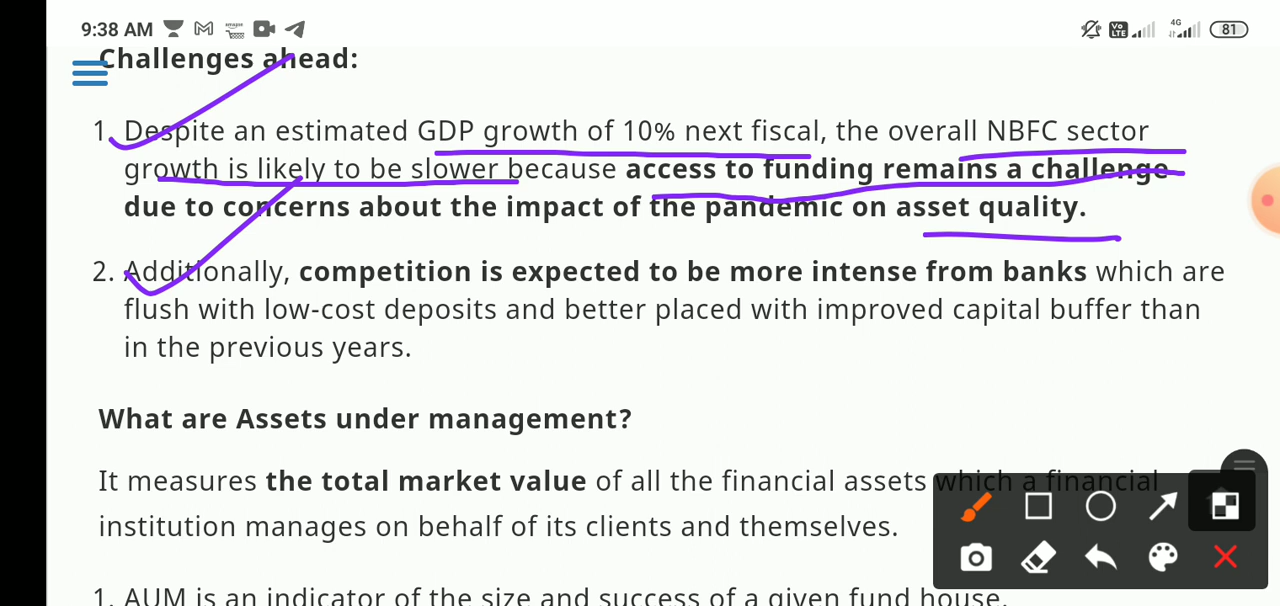 9:38 AM
amazon
Vo
LTE
4G
81
Challenges ahead:
1. Despite an estimated GDP growth of 10% next fiscal, the overall NBFC sector
growth is likely to be slower because access to funding remains a challenge
due to concerns about the impact of the pandemic on asset quality.
2. Additionally, competition is expected to be more intense from banks which are
flush with low-cost deposits and better placed with improved capital buffer than
in the previous years.
What are Assets under management?
It measures the total market value of all the financial assets which a financial
institution manages on behalf of its clients and themselves.
1. AUM is an indicator of the size and success of a given fund house.